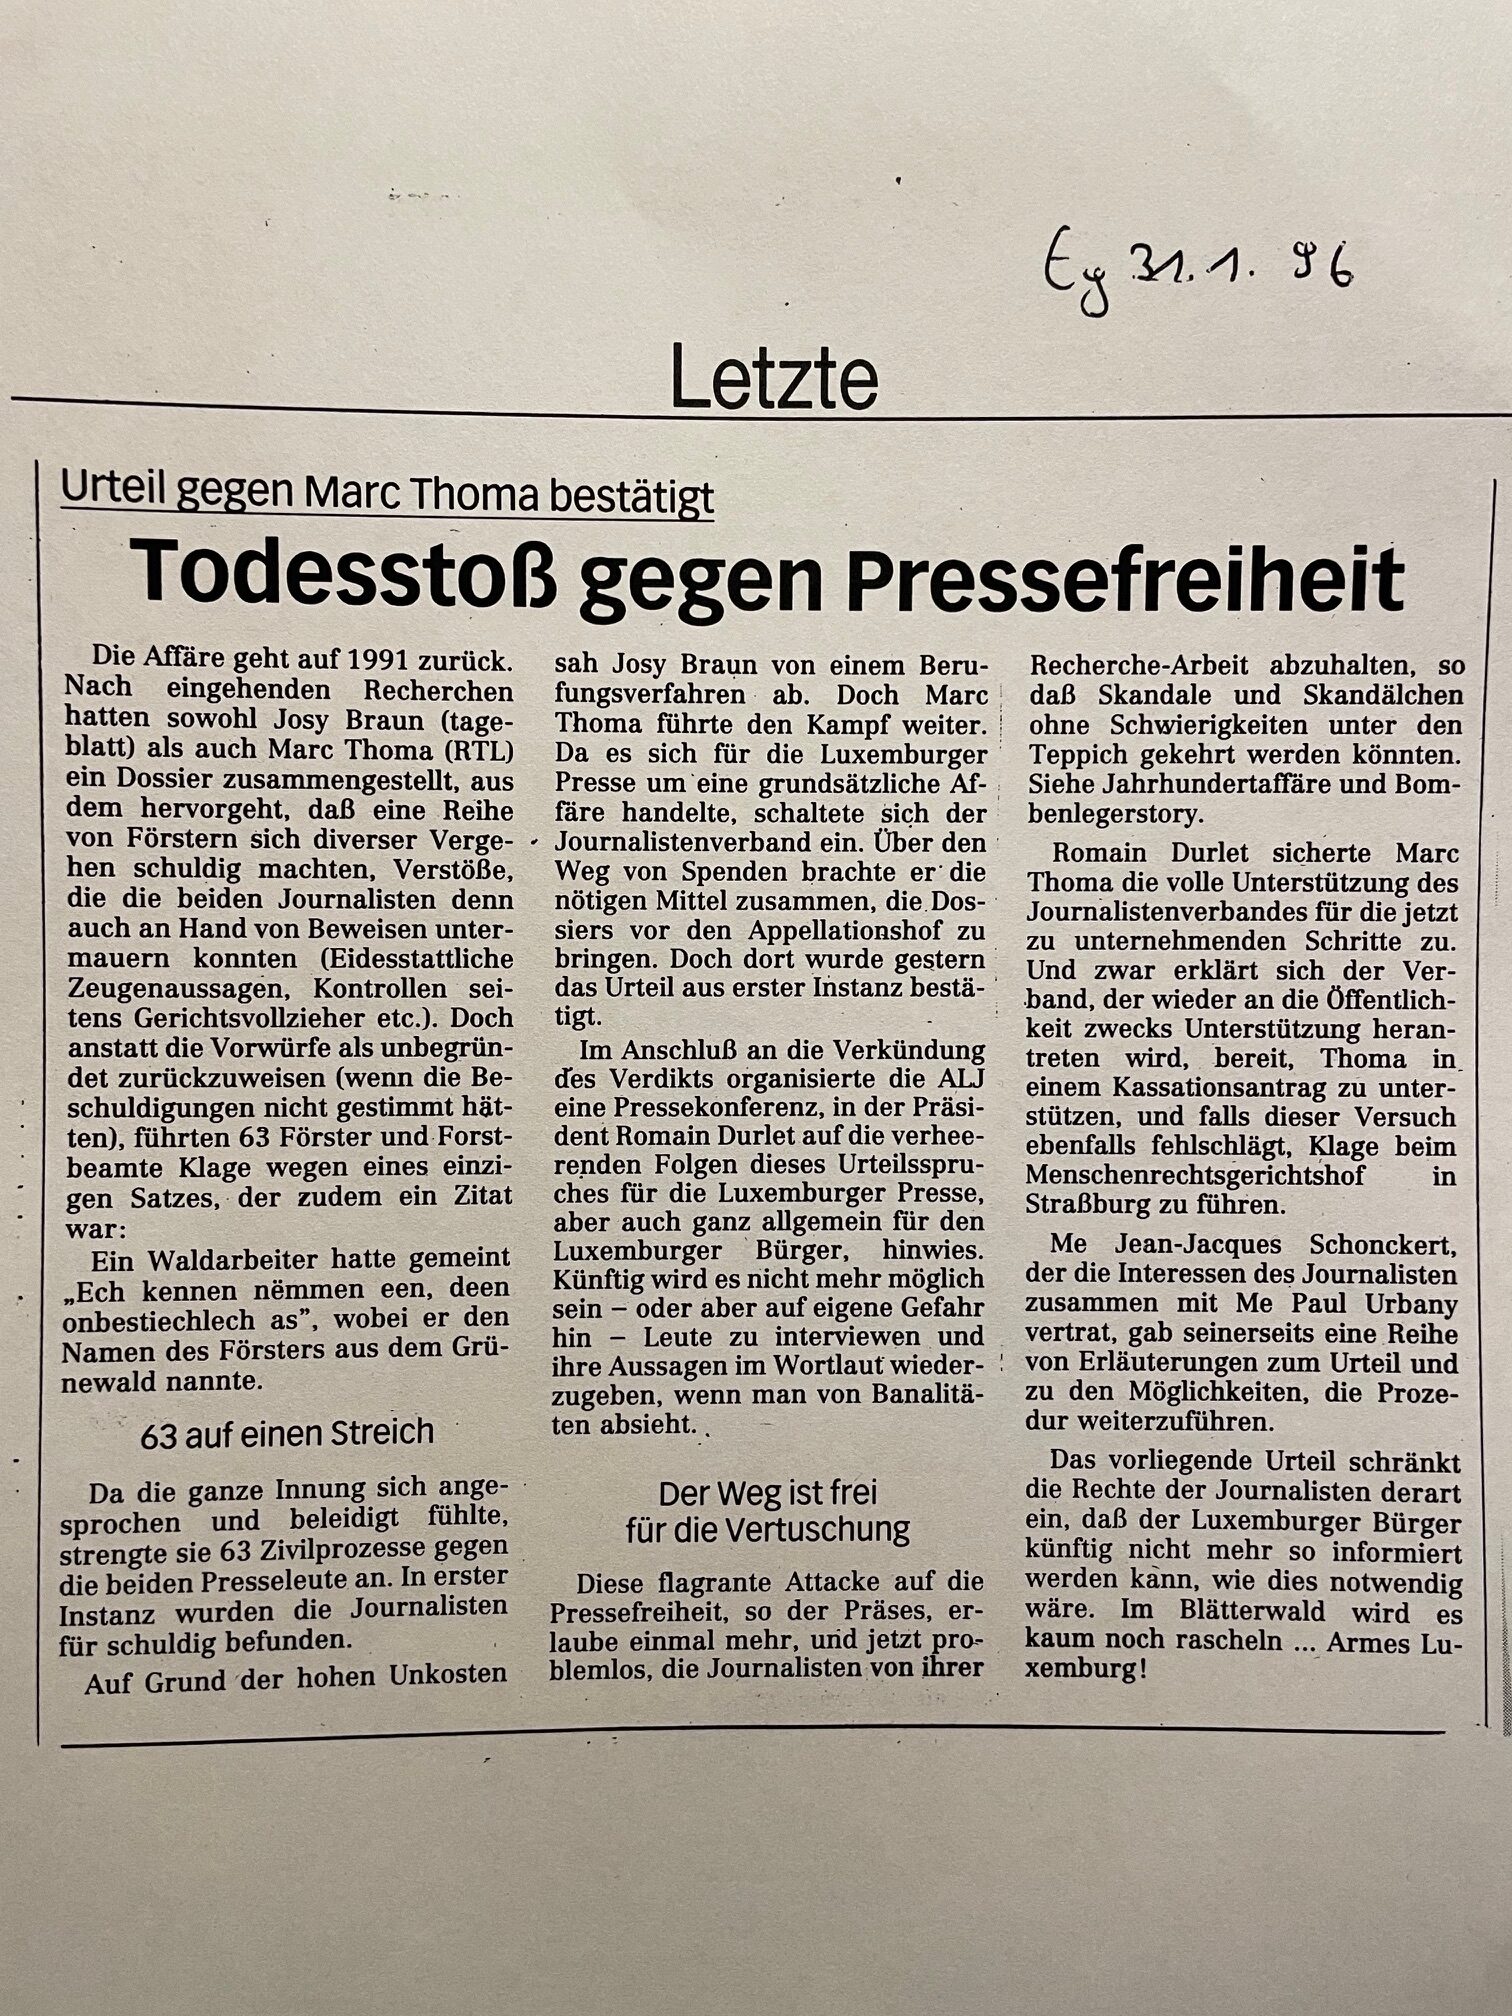 Eg 31.1.96
Letzte
Urteil gegen Marc Thoma bestätigt
Todesstoß gegen Pressefreiheit
Die Affäre geht auf 1991 zurück.
Nach eingehenden Recherchen
hatten sowohl Josy Braun (tage-
blatt) als auch Marc Thoma (RTL)
ein Dossier zusammengestellt, aus
dem hervorgeht, daß eine Reihe
von Förstern sich diverser Verge-
hen schuldig machten, Verstöße,
die die beiden Journalisten denn
auch an Hand von Beweisen unter-
mauern konnten (Eidesstattliche
Zeugenaussagen, Kontrollen sei-
tens Gerichtsvollzieher etc.). Doch
anstatt die Vorwürfe als unbegrün-
det zurückzuweisen (wenn die Be-
schuldigungen nicht gestimmt hät-
ten), führten 63 Förster und Forst-
beamte Klage wegen eines einzi-
gen Satzes, der zudem ein Zitat
war:
Ein Waldarbeiter hatte gemeint
„Ech kennen nëmmen een, deen
onbestiechlech as”, wobei er den
Namen des Försters aus dem Grü-
newald nannte.
63 auf einen Streich
Da die ganze Innung sich ange-
sprochen und beleidigt fühlte,
strengte sie 63 Zivilprozesse gegen
die beiden Presseleute an. In erster
Instanz wurden die Journalisten
für schuldig befunden.
Auf Grund der hohen Unkosten
sah Josy Braun von einem Beru-
fungsverfahren ab. Doch Marc
Thoma führte den Kampf weiter.
Da es sich für die Luxemburger
Presse um eine grundsätzliche Af-
färe handelte, schaltete sich der
Journalistenverband ein. Über den
Weg von Spenden brachte er die
nötigen Mittel zusammen, die Dos-
siers vor den Appellationshof zu
bringen. Doch dort wurde gestern
das Urteil aus erster Instanz bestä-
tigt.
Im Anschluß an die Verkündung
des Verdikts organisierte die ALJ
eine Pressekonferenz, in der Präsi-
dent Romain Durlet auf die verhee-
renden Folgen dieses Urteilsspru-
ches für die Luxemburger Presse,
aber auch ganz allgemein für den
Luxemburger Bürger, hinwies.
Künftig wird es nicht mehr möglich
sein – oder aber auf eigene Gefahr
hin – Leute zu interviewen und
ihre Aussagen im Wortlaut wieder-
zugeben, wenn man von Banalitä-
ten absieht.
Der Weg ist frei
für die Vertuschung
Diese flagrante Attacke auf die
Pressefreiheit, so der Präses, er-
laube einmal mehr, und jetzt pro-
blemlos, die Journalisten von ihrer
Recherche-Arbeit abzuhalten, so
daß Skandale und Skandälchen
ohne Schwierigkeiten unter den
Teppich gekehrt werden könnten.
Siehe Jahrhundertaffäre und Bom-
benlegerstory.
Romain Durlet sicherte Marc
Thoma die volle Unterstützung des
Journalistenverbandes für die jetzt
zu unternehmenden Schritte zu.
Und zwar erklärt sich der Ver-
band, der wieder an die Öffentlich-
keit zwecks Unterstützung heran-
treten wird, bereit, Thoma in
einem Kassationsantrag zu unter-
stützen, und falls dieser Versuch
ebenfalls fehlschlägt, Klage beim
Menschenrechtsgerichtshof in
Straßburg zu führen.
Me Jean-Jacques Schonckert,
der die Interessen des Journalisten
zusammen mit Me Paul Urbany
vertrat, gab seinerseits eine Reihe
von Erläuterungen zum Urteil und
zu den Möglichkeiten, die Proze-
dur weiterzuführen.
Das vorliegende Urteil schränkt
die Rechte der Journalisten derart
ein, daß der Luxemburger Bürger
künftig nicht mehr so informiert
werden kann, wie dies notwendig
wäre. Im Blätterwald wird es
kaum noch rascheln ... Armes Lu-
xemburg!